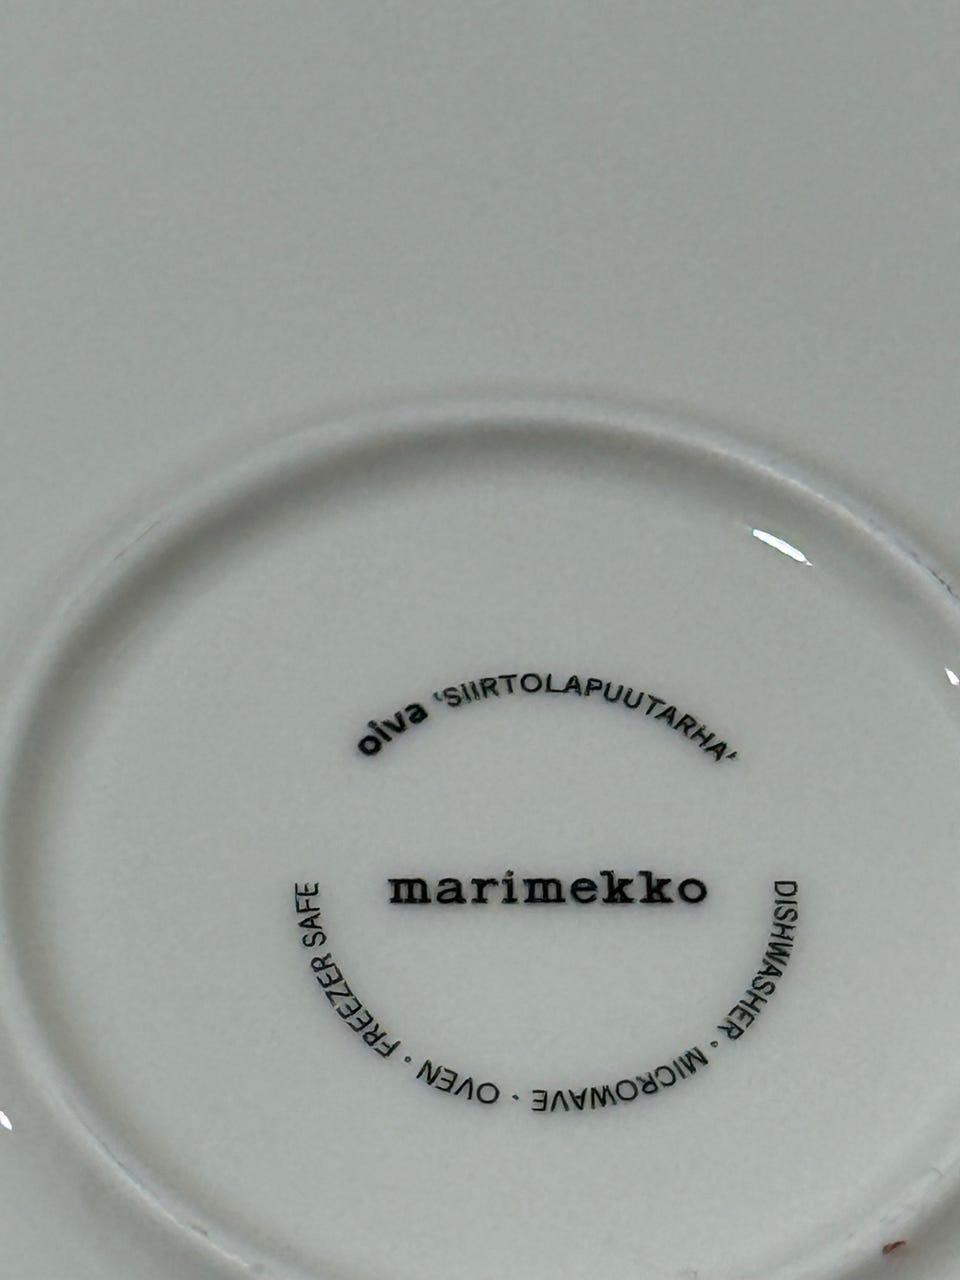 oiva 'SIIRTOLAPUUTARHA'
marimekko
DISHWASHER · MICROWAVE · OVEN · FREEZER SAFE